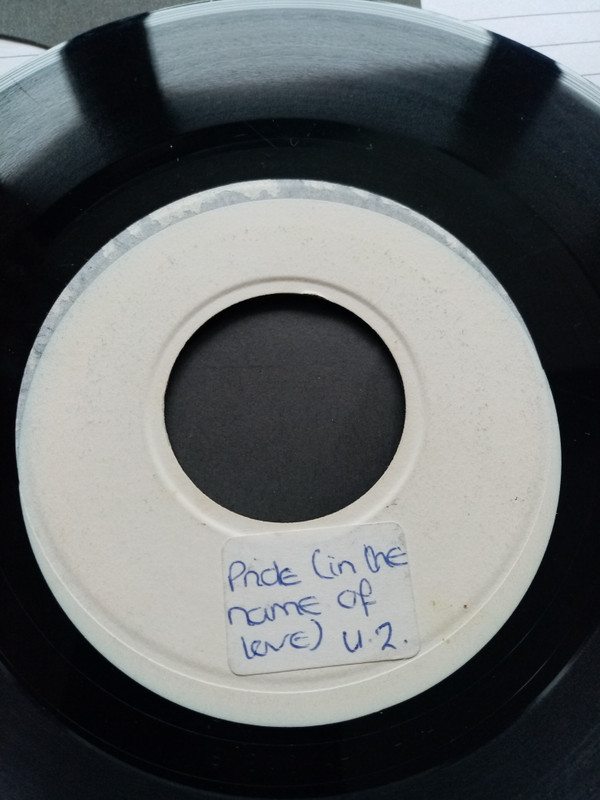 Pride (in the
name of
love) U.2.